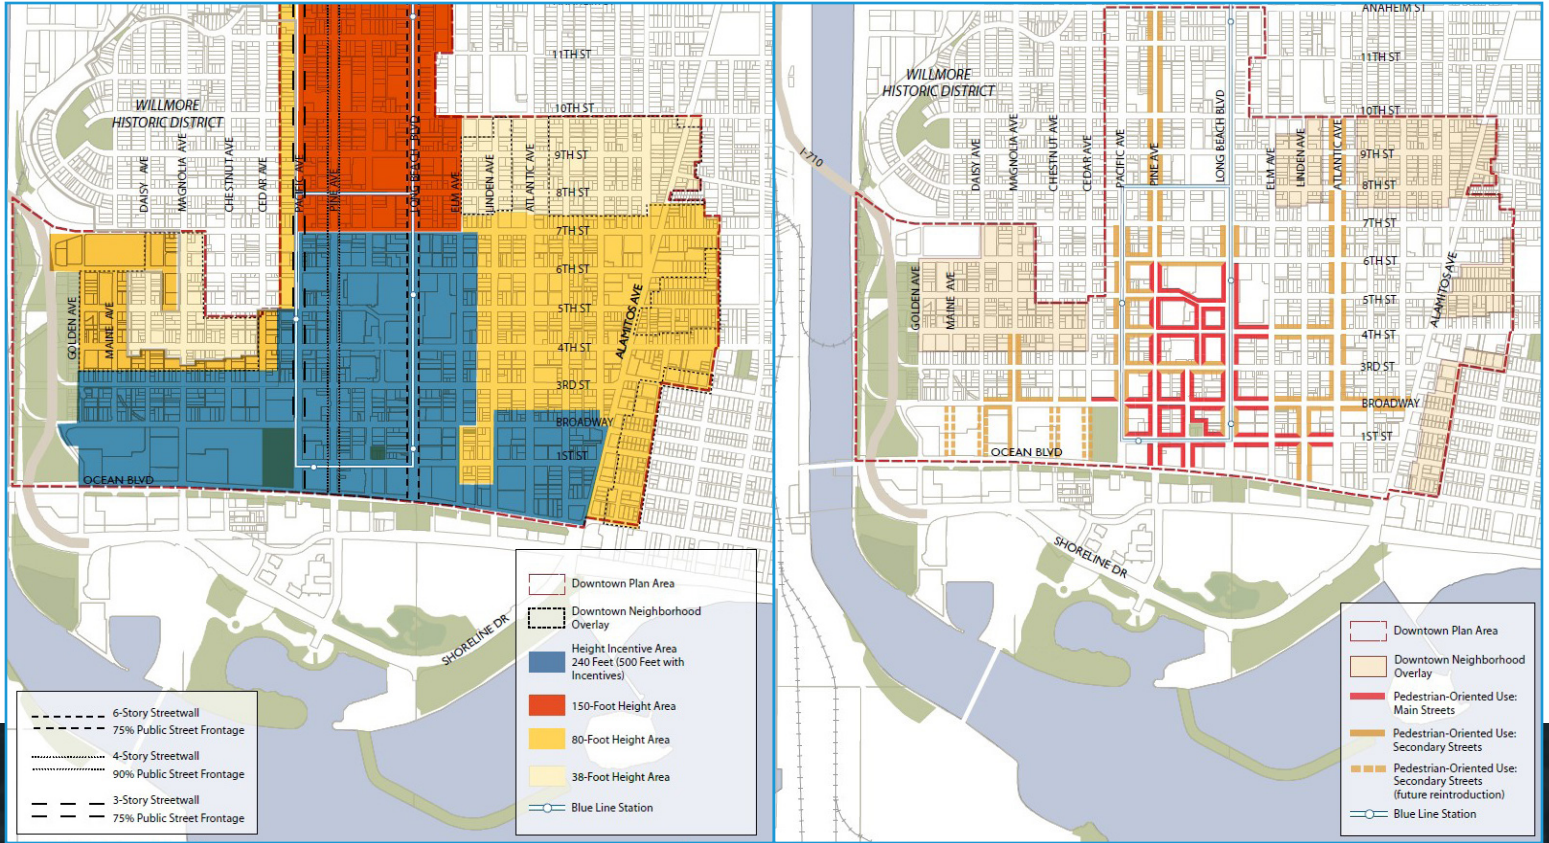 11TH ST
WILLMORE
HISTORIC DISTRICT
10TH ST
9TH ST
8TH ST
7TH ST
6TH ST
5TH ST
4TH ST
3RD ST
BROADWAY
1ST ST
OCEAN BLVD
SHORELINE DR
DAISY AVE
MAGNOLIA AVE
CHESTNUT AVE
CEDAR AVE
PACIFIC AVE
PINE AVE
LONG BEACH BLVD
ELM AVE
LINDEN AVE
ATLANTIC AVE
ALAMITOS AVE
GOLDEN AVE
MAINE AVE
6-Story Streetwall
75% Public Street Frontage
4-Story Streetwall
90% Public Street Frontage
3-Story Streetwall
75% Public Street Frontage
Downtown Plan Area
Downtown Neighborhood
Overlay
Height Incentive Area
240 Feet (500 Feet with
Incentives)
150-Foot Height Area
80-Foot Height Area
38-Foot Height Area
Blue Line Station
ANAHEIM ST
11TH ST
WILLMORE
HISTORIC DISTRICT
10TH ST
9TH ST
8TH ST
7TH ST
6TH ST
5TH ST
4TH ST
3RD ST
BROADWAY
1ST ST
OCEAN BLVD
SHORELINE DR
I-710
DAISY AVE
MAGNOLIA AVE
CHESTNUT AVE
CEDAR AVE
PACIFIC AVE
PINE AVE
LONG BEACH BLVD
ELM AVE
LINDEN AVE
ATLANTIC AVE
ALAMITOS AVE
GOLDEN AVE
MAINE AVE
Downtown Plan Area
Downtown Neighborhood
Overlay
Pedestrian-Oriented Use:
Main Streets
Pedestrian-Oriented Use:
Secondary Streets
Pedestrian-Oriented Use:
Secondary Streets
(future reintroduction)
Blue Line Station